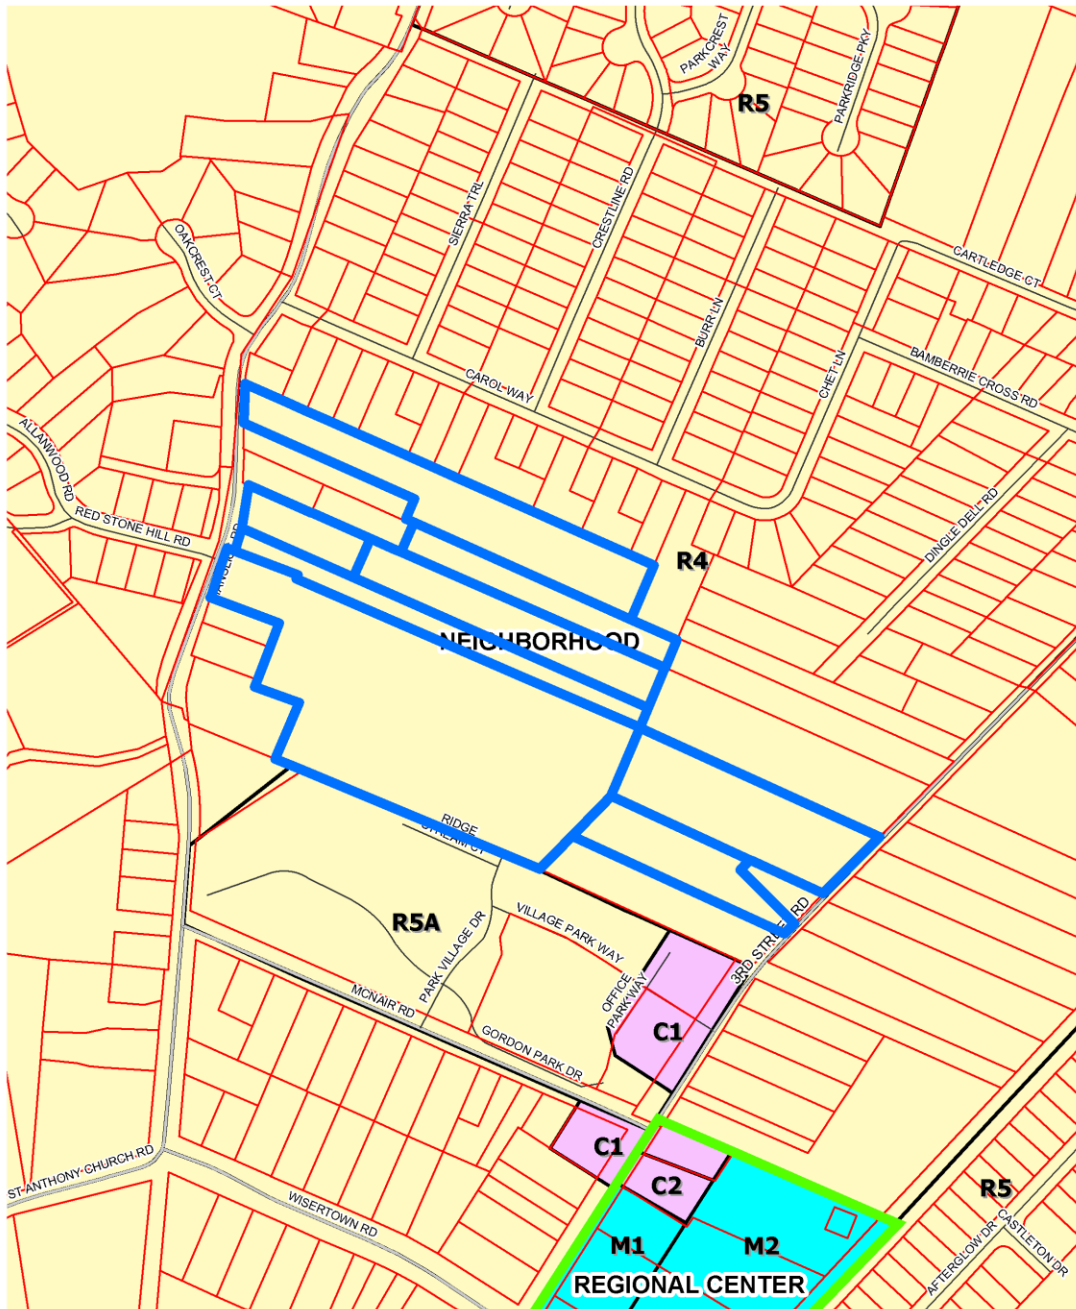 PARKCREST
WAY
PARKRIDGE PKY
R5
SIERRA TRL
CRESTLINE RD
OAKCREST CT
CARTLEDGE CT
BURR LN
CHET LN
BAMBERRIE CROSS RD
CAROL WAY
ALLANWOOD RD
RED STONE HILL RD
DINGLE DELL RD
R4
NEIGHBORHOOD
RIDGE
STREAM CT
R5A
PARK VILLAGE DR
VILLAGE PARK WAY
3RD STREET RD
OFFICE
PARK WAY
MCNAIR RD
C1
GORDON PARK DR
C1
C2
ST ANTHONY CHURCH RD
WISERTOWN RD
R5
M1
M2
AFTERGLOW DR
CASTLETON DR
REGIONAL CENTER